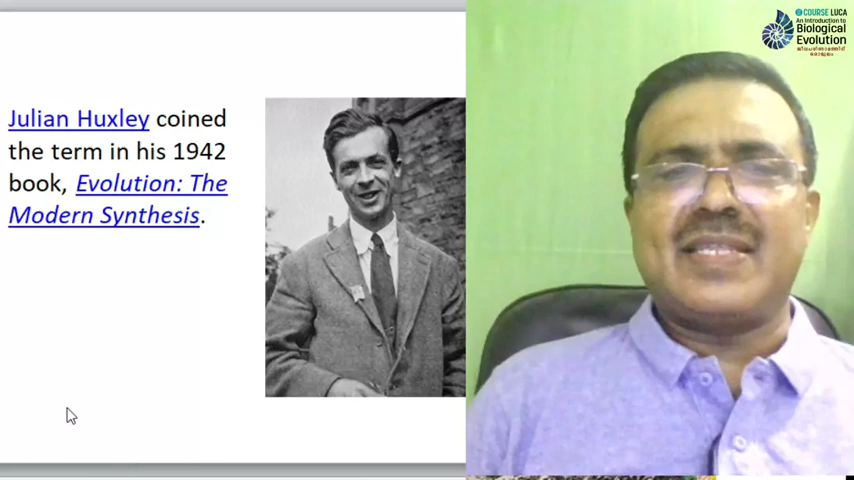 Julian Huxley coined
the term in his 1942
book, Evolution: The
Modern Synthesis.
COURSE LUCA
An Introduction to
Biological
Evolution